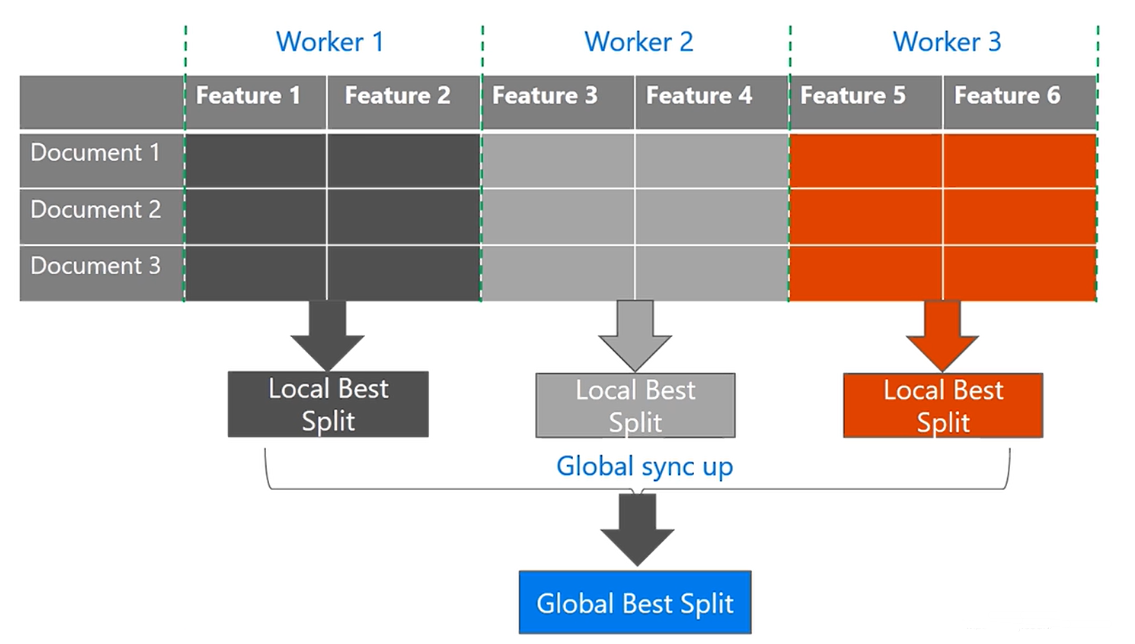 Worker 1 Worker 2 Worker 3
Feature 1 Feature 2 Feature 3 Feature 4 Feature 5 Feature 6
Document 1
Document 2
Document 3
Local Best Split
Local Best Split
Local Best Split
Global sync up
Global Best Split